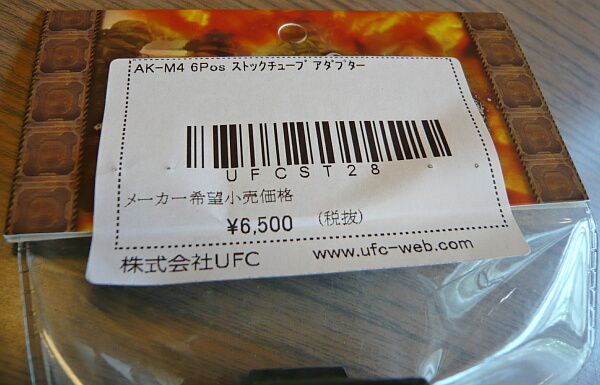 AK-M4 6Pos ストックチューブ アダプター
UFCST28
メーカー希望小売価格
¥6,500 (税抜)
株式会社UFC www.ufc-web.com